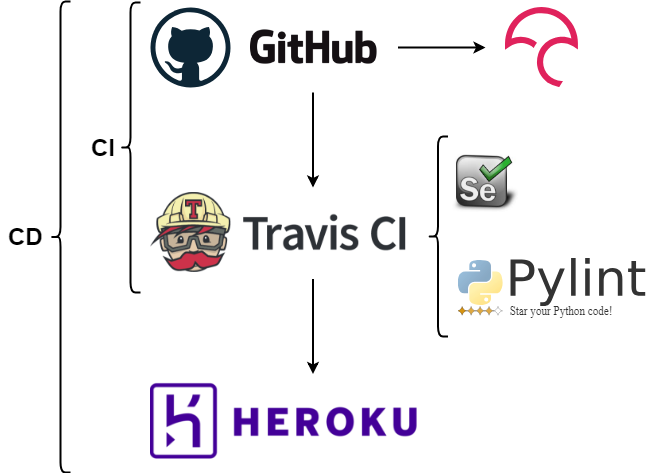 GitHub
CI
T
Travis CI
Se
CD
Pylint
Star your Python code!
HEROKU